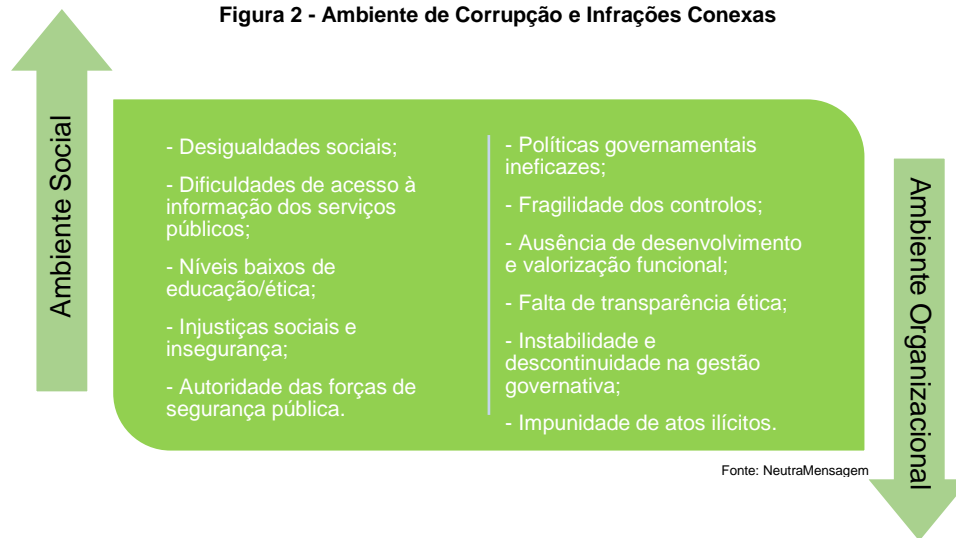 Figura 2 - Ambiente de Corrupção e Infrações Conexas
Ambiente Social
- Desigualdades sociais;
- Dificuldades de acesso à
informação dos serviços
públicos;
- Níveis baixos de
educação/ética;
- Injustiças sociais e
insegurança;
- Autoridade das forças de
segurança pública.
- Políticas governamentais
ineficazes;
- Fragilidade dos controlos;
- Ausência de desenvolvimento
e valorização funcional;
- Falta de transparência ética;
- Instabilidade e
descontinuidade na gestão
governativa;
- Impunidade de atos ilícitos.
Ambiente Organizacional
Fonte: NeutraMensagem